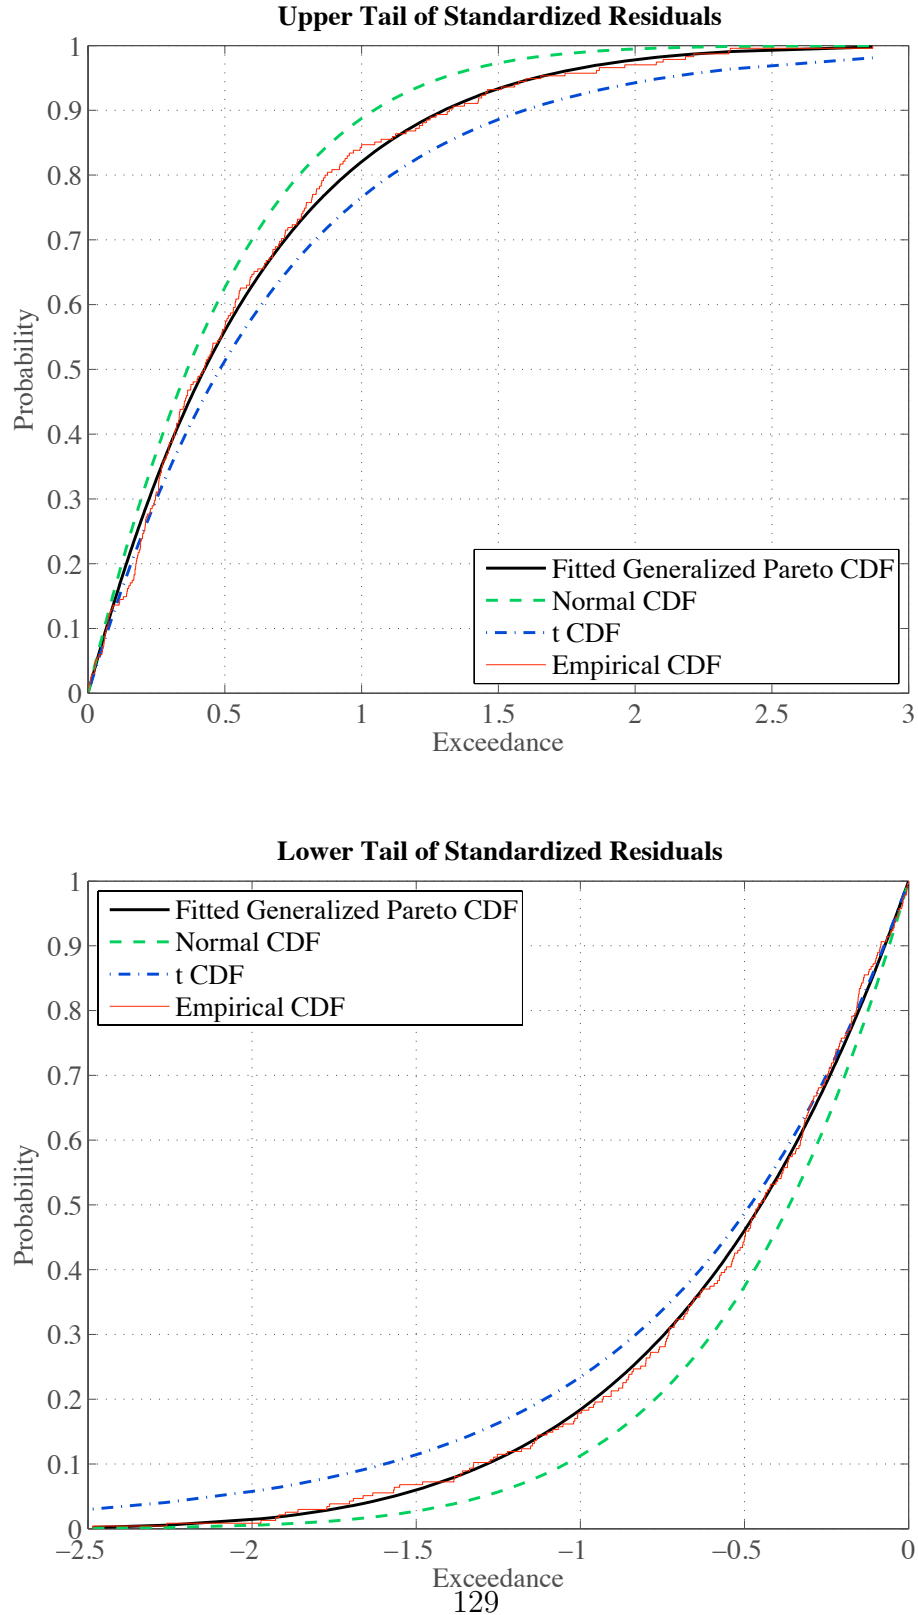 Upper Tail of Standardized Residuals
1
0.9
0.8
0.7
0.6
0.5
0.4
0.3
0.2
0.1
0
Probability
Fitted Generalized Pareto CDF
Normal CDF
t CDF
Empirical CDF
0 0.5 1 1.5 2 2.5 3
Exceedance
Lower Tail of Standardized Residuals
1
0.9
0.8
0.7
0.6
0.5
0.4
0.3
0.2
0.1
0
Probability
Fitted Generalized Pareto CDF
Normal CDF
t CDF
Empirical CDF
−2.5 −2 −1.5 −1 −0.5 0
Exceedance
129